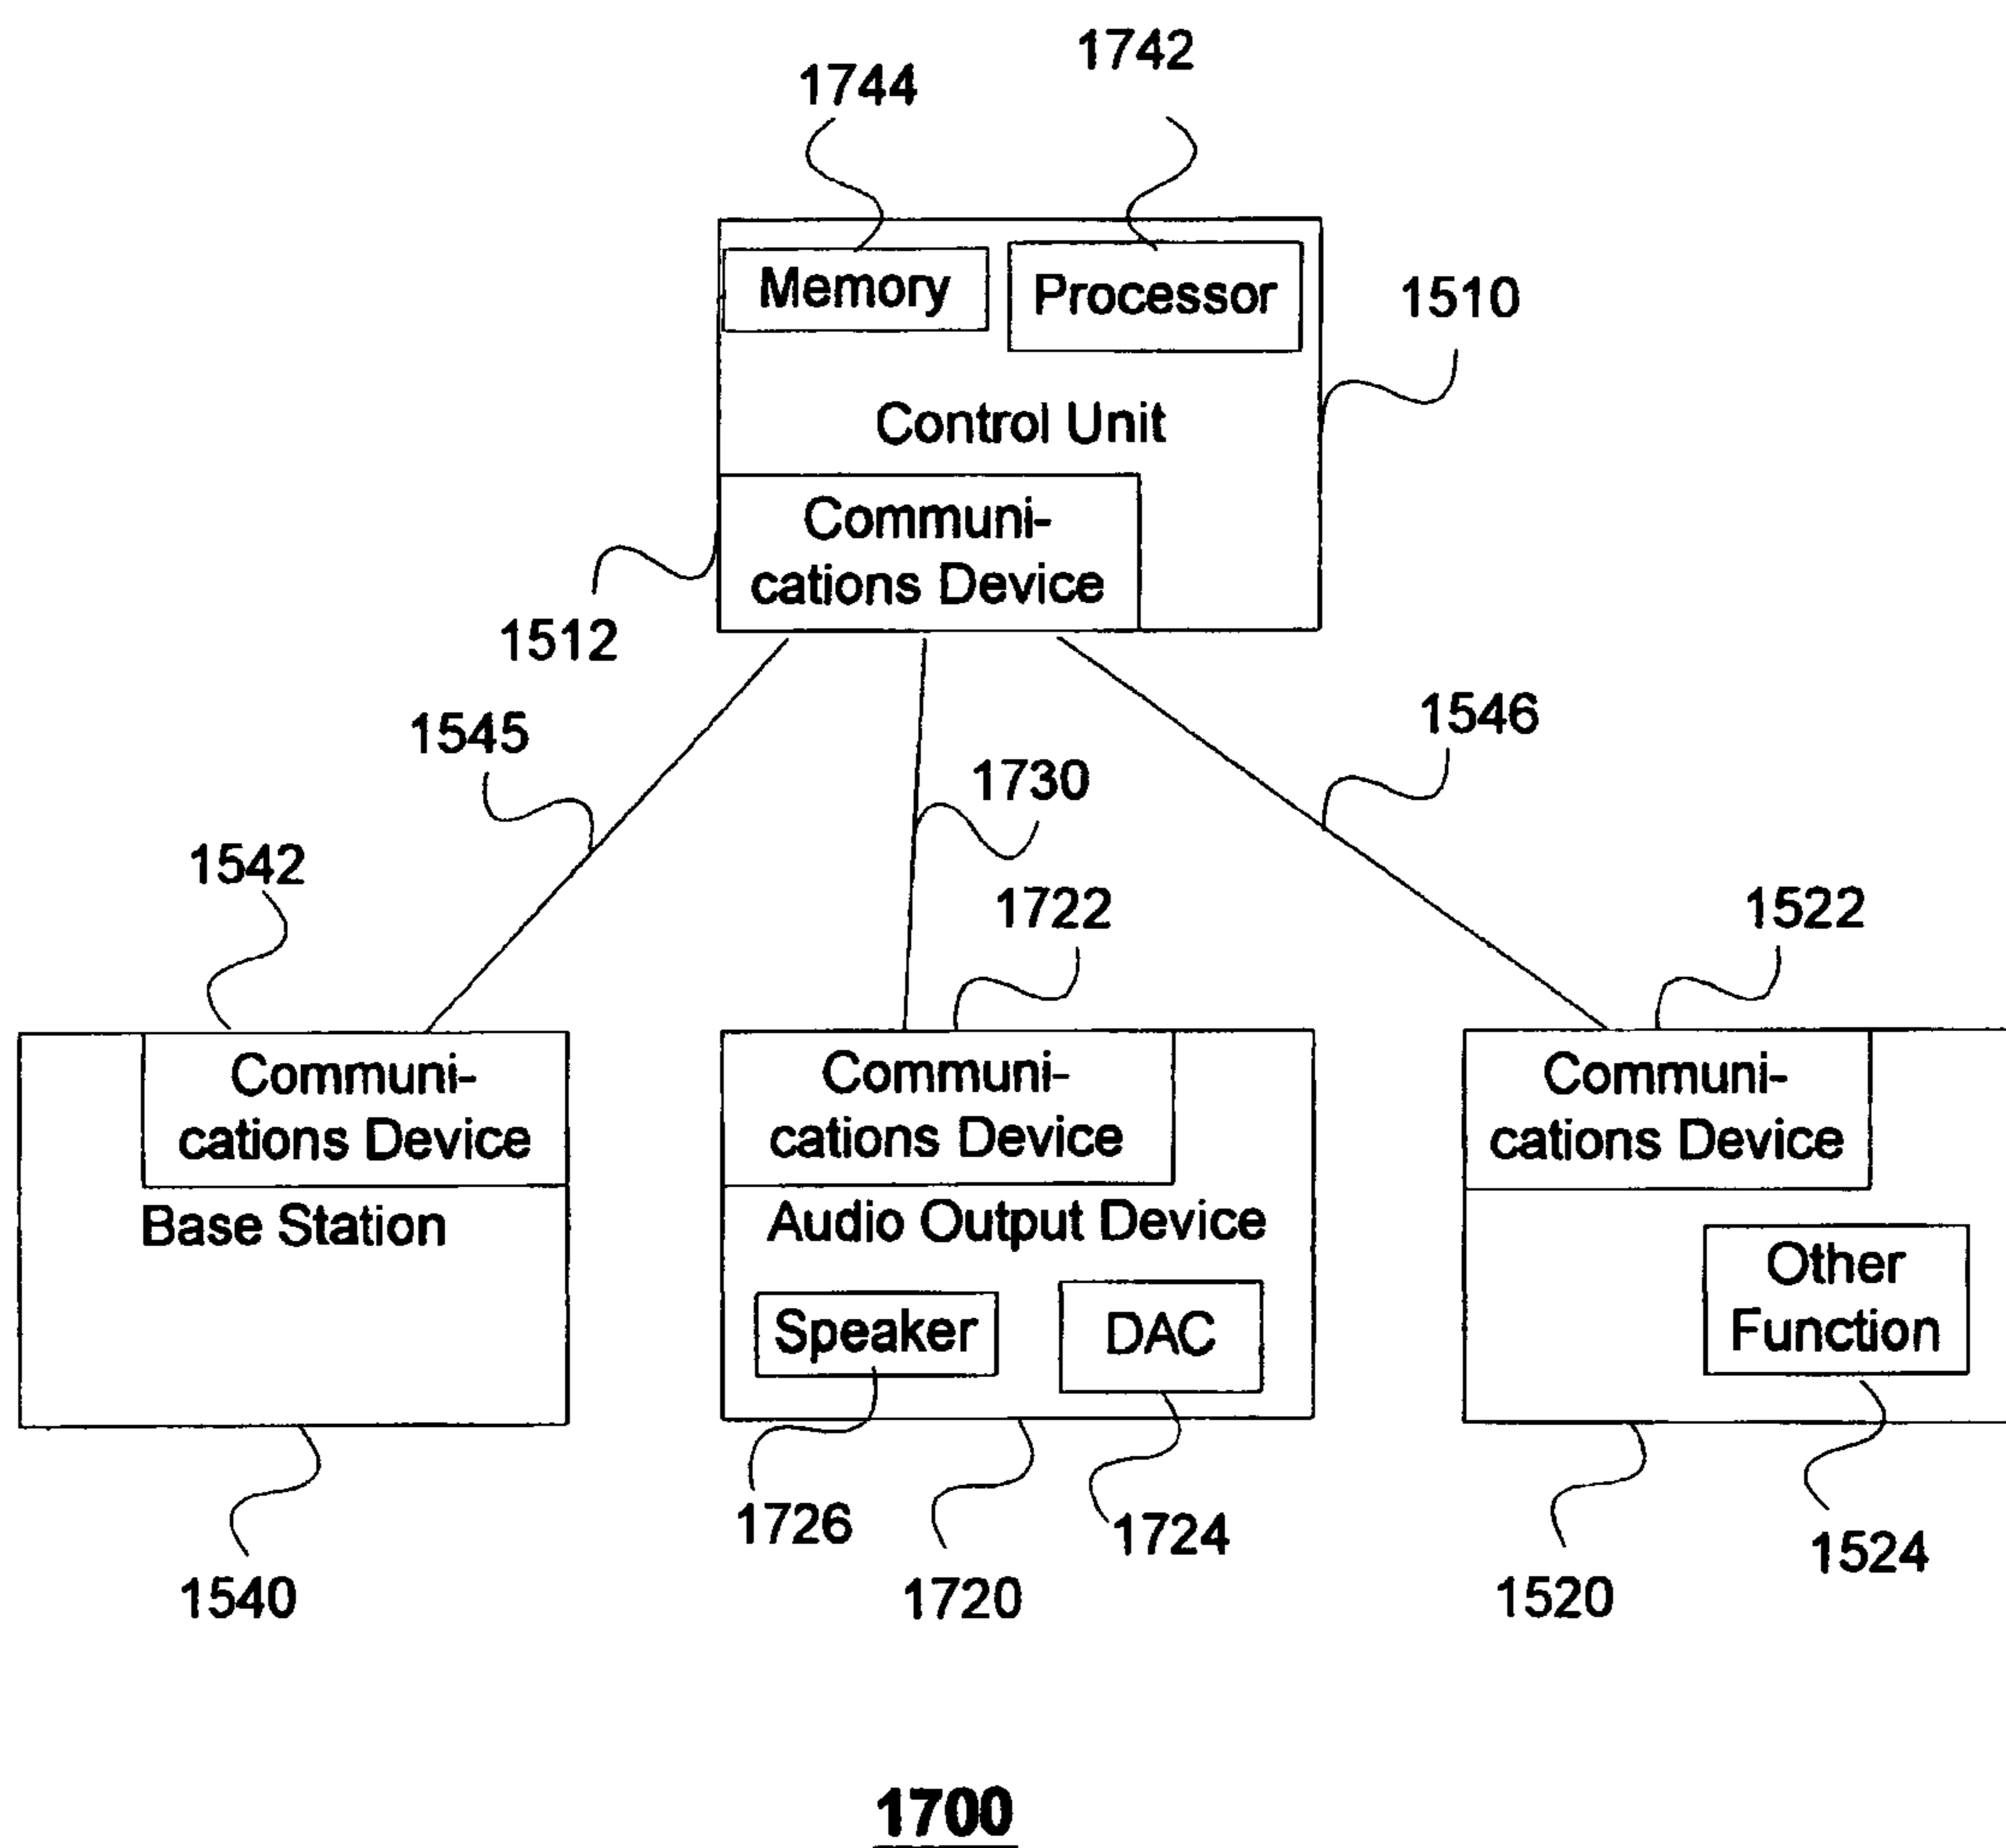 1742
1744
Memory
Processor
1510
Control Unit
Communi-
cations Device
1512
1545
1546
1730
1542
1722
1522
Communi-
cations Device
Base Station
Communi-
cations Device
Audio Output Device
Speaker
DAC
Communi-
cations Device
Other
Function
1726
1724
1524
1540
1720
1520
1700